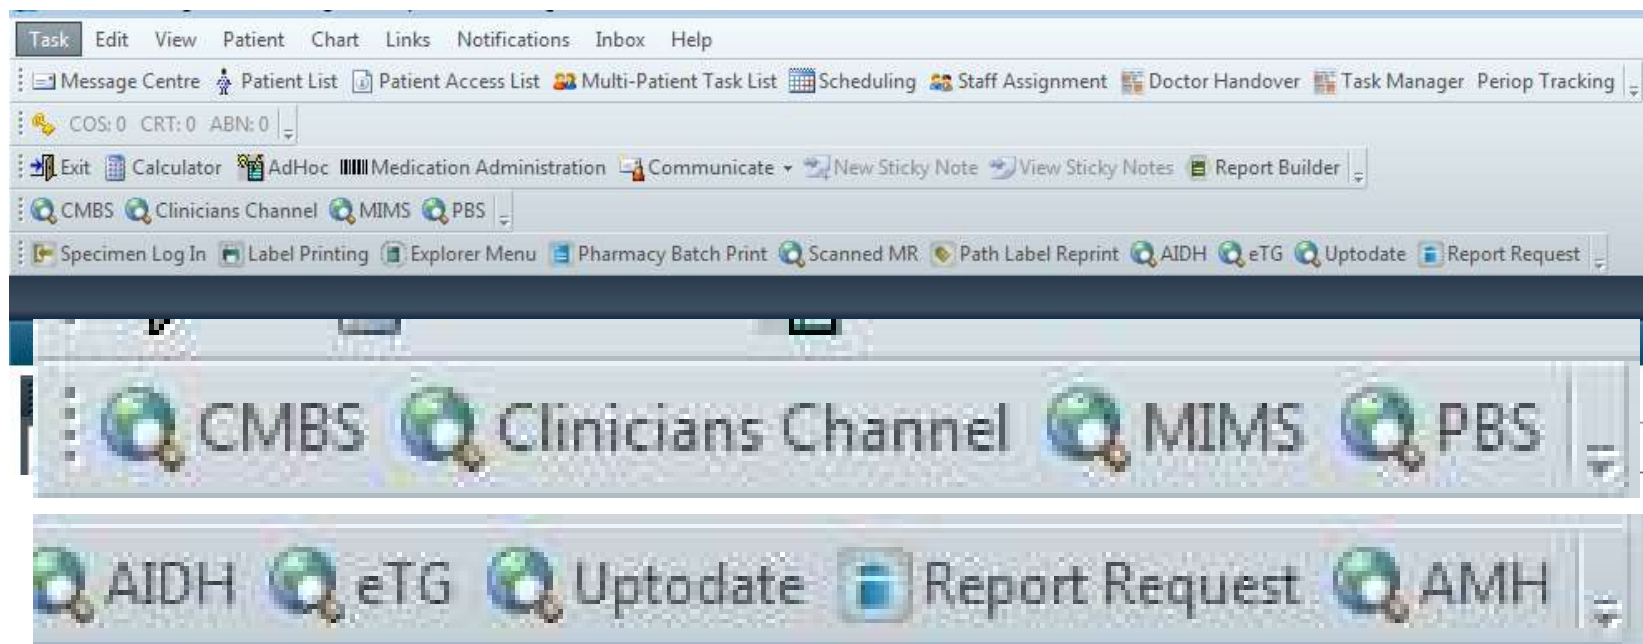 Task Edit View Patient Chart Links Notifications Inbox Help
Message Centre Patient List Patient Access List Multi-Patient Task List Scheduling Staff Assignment Doctor Handover Task Manager Periop Tracking
COS: 0 CRT: 0 ABN: 0
Exit Calculator AdHoc Medication Administration Communicate New Sticky Note View Sticky Notes Report Builder
CMBS Clinicians Channel MIMS PBS
Specimen Log In Label Printing Explorer Menu Pharmacy Batch Print Scanned MR Path Label Reprint AIDH eTG Uptodate Report Request
CMBS Clinicians Channel MIMS PBS
AIDH eTG Uptodate Report Request AMH